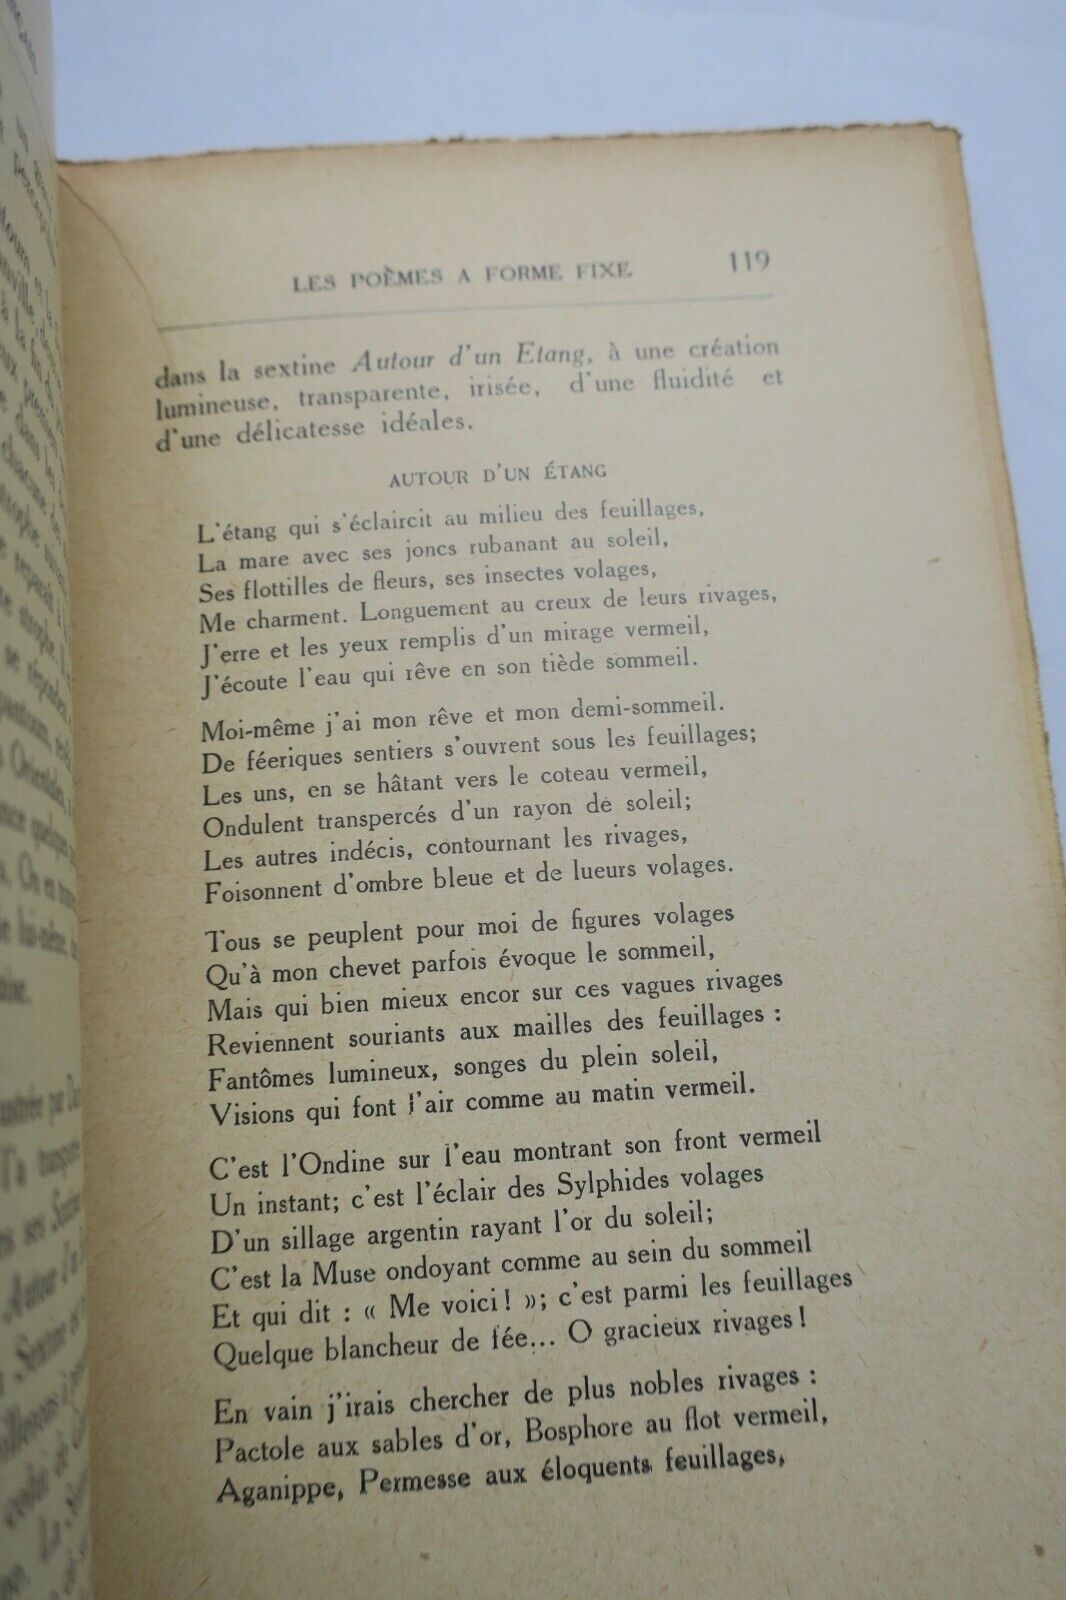 LES POÈMES A FORME FIXE 119
dans la sextine Autour d'un Etang, à une création
lumineuse, transparente, irisée, d'une fluidité et
d'une délicatesse idéales.
AUTOUR D'UN ÉTANG
L'étang qui s'éclaircit au milieu des feuillages,
La mare avec ses joncs rubanant au soleil,
Ses flottilles de fleurs, ses insectes volages,
Me charment. Longuement au creux de leurs rivages,
J'erre et les yeux remplis d'un mirage vermeil,
J'écoute l'eau qui rêve en son tiède sommeil.
Moi-même j'ai mon rêve et mon demi-sommeil.
De féeriques sentiers s'ouvrent sous les feuillages;
Les uns, en se hâtant vers le coteau vermeil,
Ondulent transpercés d'un rayon de soleil;
Les autres indécis, contournant les rivages,
Foisonnent d'ombre bleue et de lueurs volages.
Tous se peuplent pour moi de figures volages
Qu'à mon chevet parfois évoque le sommeil,
Mais qui bien mieux encor sur ces vagues rivages
Reviennent souriants aux mailles des feuillages :
Fantômes lumineux, songes du plein soleil,
Visions qui font l'air comme au matin vermeil.
C'est l'Ondine sur l'eau montrant son front vermeil
Un instant; c'est l'éclair des Sylphides volages
D'un sillage argentin rayant l'or du soleil;
C'est la Muse ondoyant comme au sein du sommeil
Et qui dit : « Me voici ! »; c'est parmi les feuillages
Quelque blancheur de fée... O gracieux rivages !
En vain j'irais chercher de plus nobles rivages :
Pactole aux sables d'or, Bosphore au flot vermeil,
Aganippe, Permesse aux éloquents feuillages,